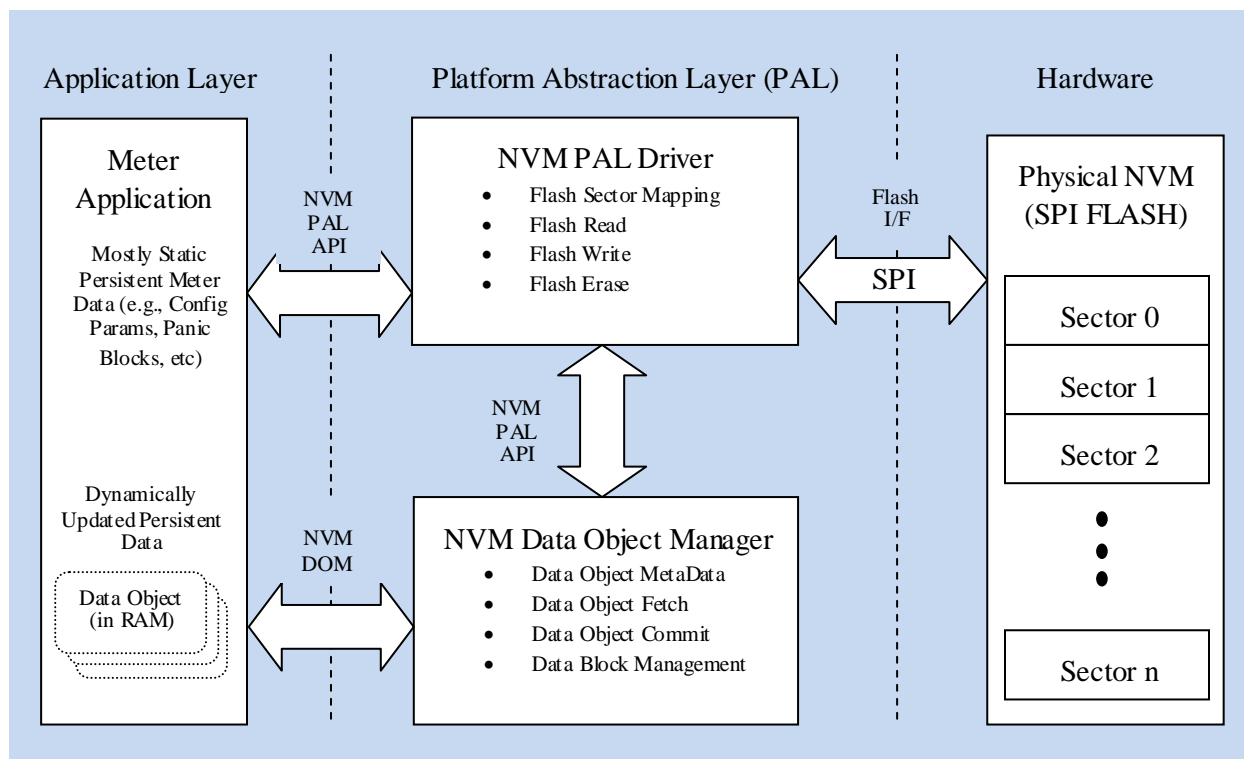 Application Layer
Platform Abstraction Layer (PAL)
Hardware
Meter
Application
Mostly Static
Persistent Meter
Data (e.g., Config
Params, Panic
Blocks, etc)
Dynamically
Updated Persistent
Data
Data Object
(in RAM)
NVM
PAL
API
NVM
DOM
NVM PAL Driver
• Flash Sector Mapping
• Flash Read
• Flash Write
• Flash Erase
NVM
PAL
API
NVM Data Object Manager
• Data Object MetaData
• Data Object Fetch
• Data Object Commit
• Data Block Management
Flash
I/F
SPI
Physical NVM
(SPI FLASH)
Sector 0
Sector 1
Sector 2
Sector n